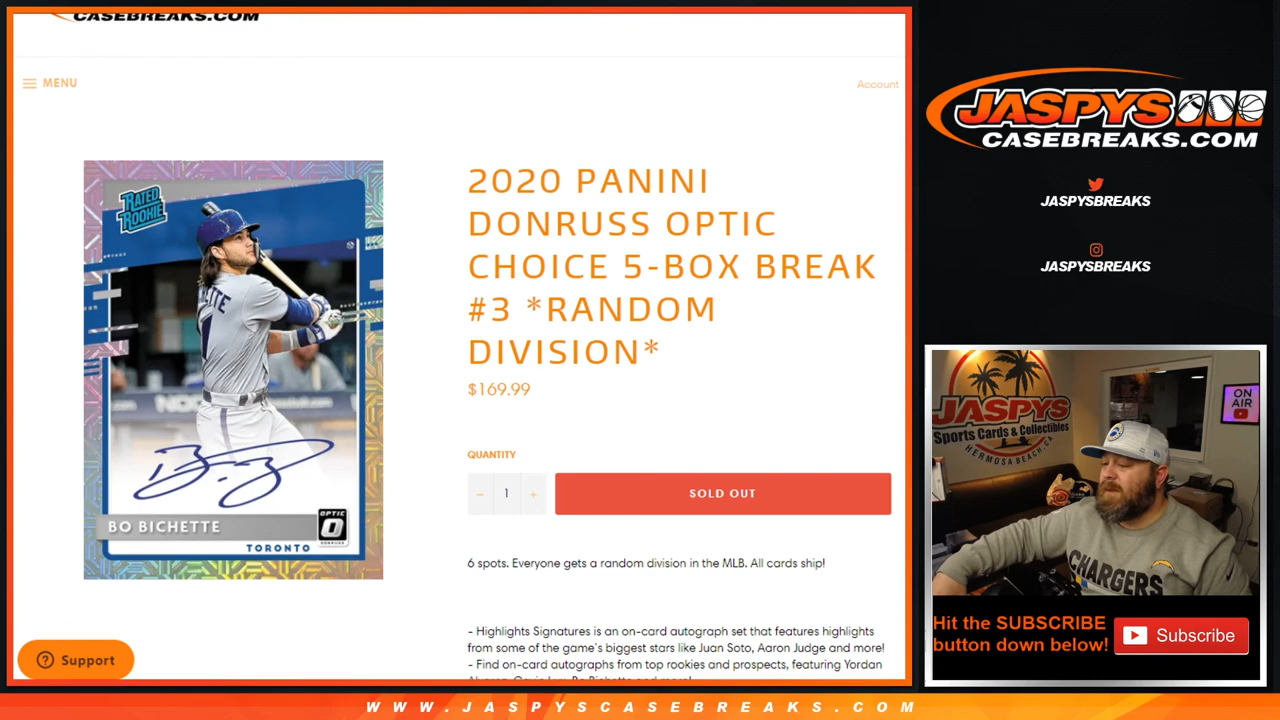 CASEBREAKS.COM
MENU
Account
RATED
ROOKIE
BO BICHETTE
OPTIC
TORONTO
2020 PANINI
DONRUSS OPTIC
CHOICE 5-BOX BREAK
#3 *RANDOM
DIVISION*
$169.99
QUANTITY
− 1 +
SOLD OUT
6 spots. Everyone gets a random division in the MLB. All cards ship!
- Highlights Signatures is an on-card autograph set that features highlights
from some of the game's biggest stars like Juan Soto, Aaron Judge and more!
- Find on-card autographs from top rookies and prospects, featuring Yordan
Support
JASPYS
CASEBREAKS.COM
JASPYSBREAKS
JASPYSBREAKS
JASPYS
Sports Cards & Collectibles
HERMOSA BEACH, CA
ON
AIR
CHARGERS
Hit the SUBSCRIBE
button down below!
Subscribe
WWW.JASPYSCASEBREAKS.COM